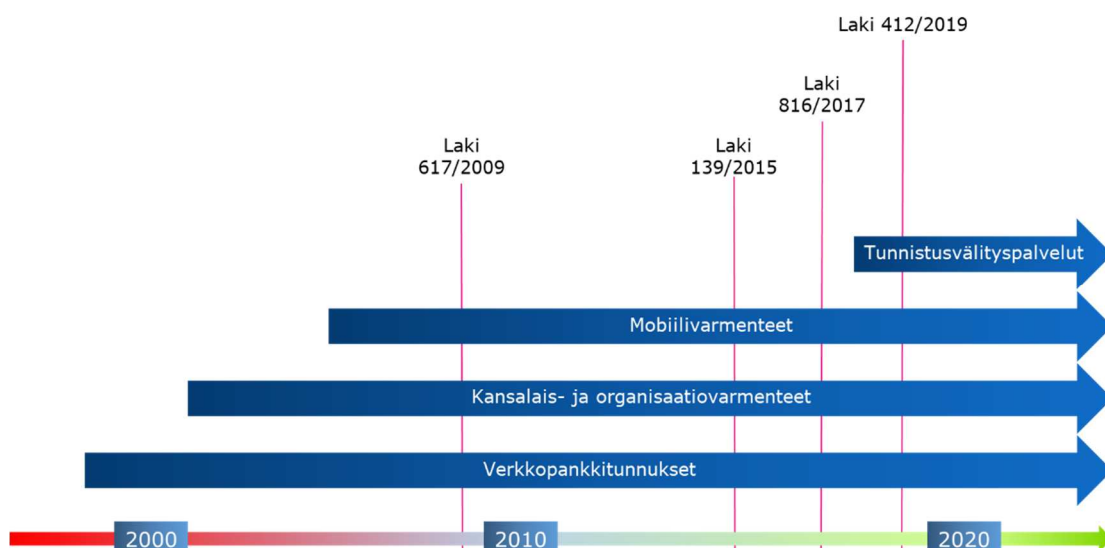 Laki 412/2019
Laki
816/2017
Laki
617/2009
Laki
139/2015
Tunnistusvälityspalvelut
Mobiilivarmenteet
Kansalais- ja organisaatiovarmenteet
Verkkopankkitunnukset
2000
2010
2020